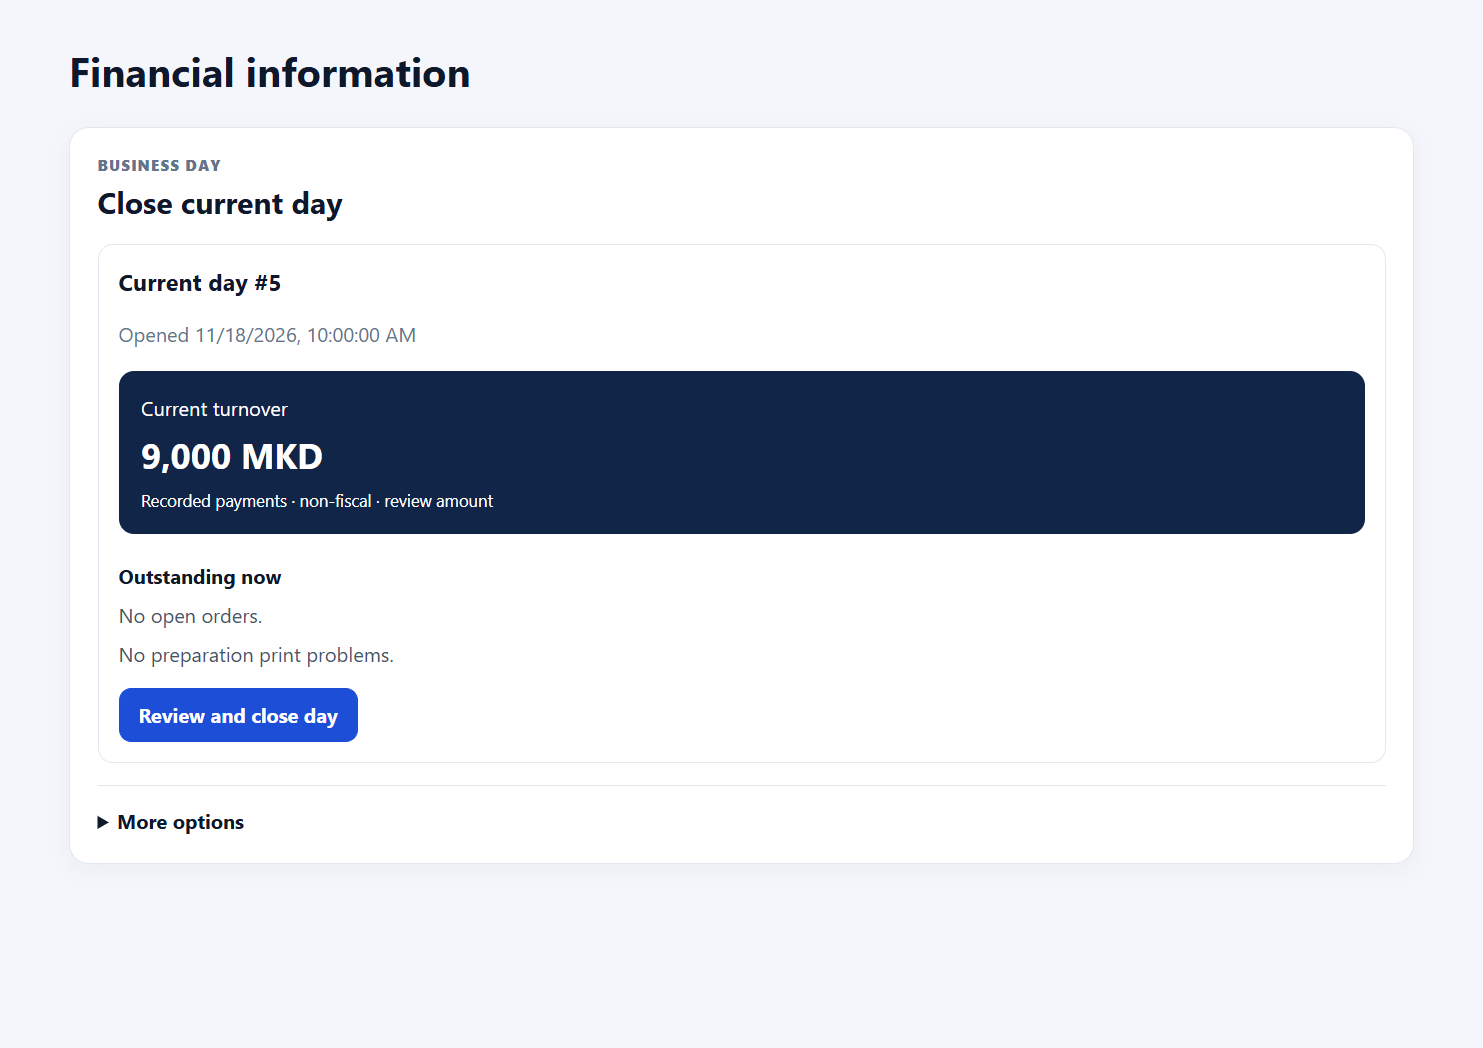 Financial information
BUSINESS DAY
Close current day
Current day #5
Opened 11/18/2026, 10:00:00 AM
Current turnover
9,000 MKD
Recorded payments · non-fiscal · review amount
Outstanding now
No open orders.
No preparation print problems.
Review and close day
More options